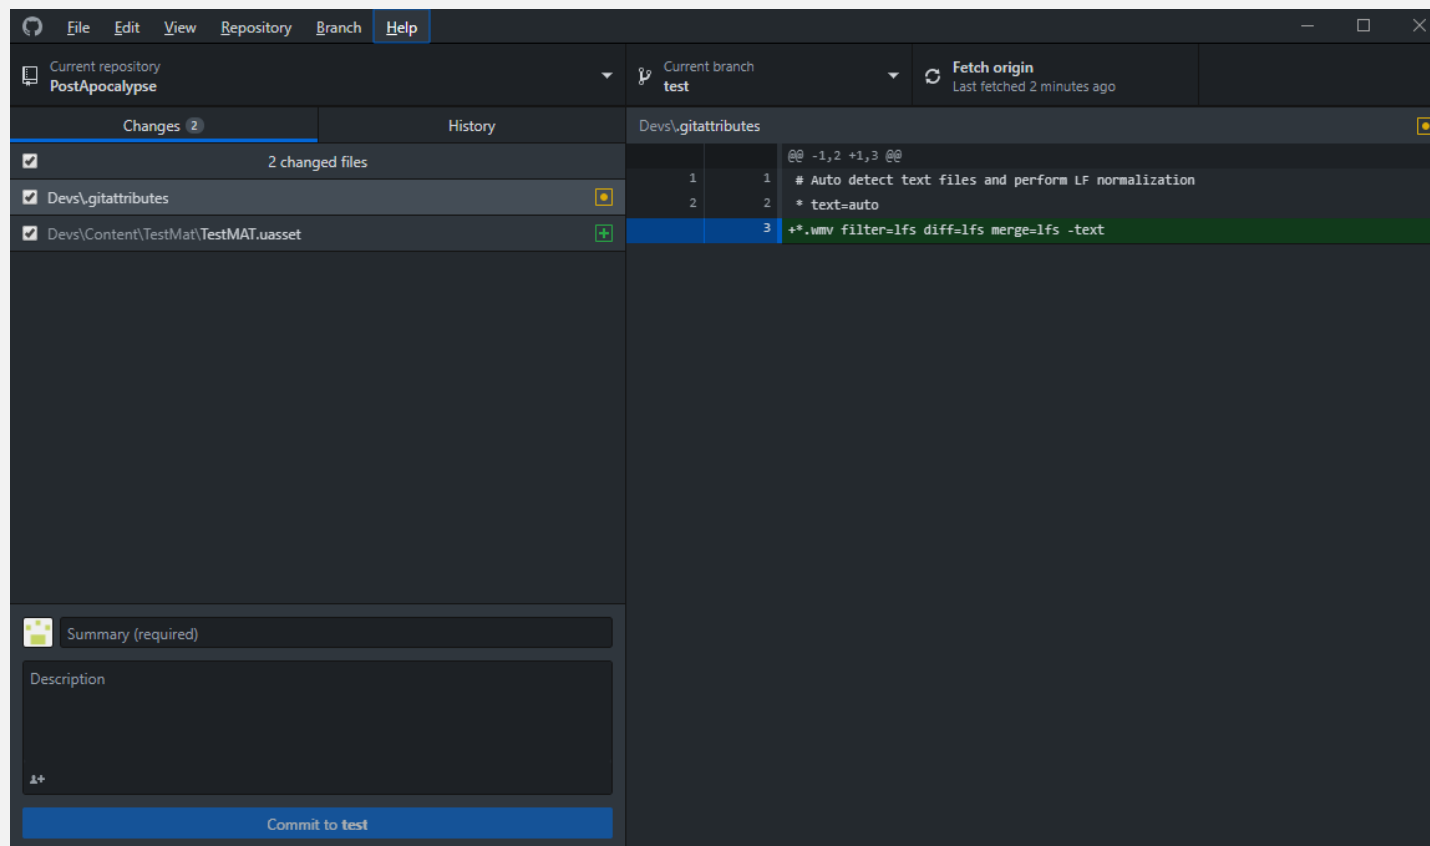 File Edit View Repository Branch Help
Current repository
PostApocalypse
Current branch
test
Fetch origin
Last fetched 2 minutes ago
Changes 2
History
Devs\.gitattributes
2 changed files
Devs\.gitattributes
Devs\Content\TestMat\TestMAT.uasset
@@ -1,2 +1,3 @@
1 1 # Auto detect text files and perform LF normalization
2 2 * text=auto
3 +*.wmv filter=lfs diff=lfs merge=lfs -text
Summary (required)
Description
Commit to test